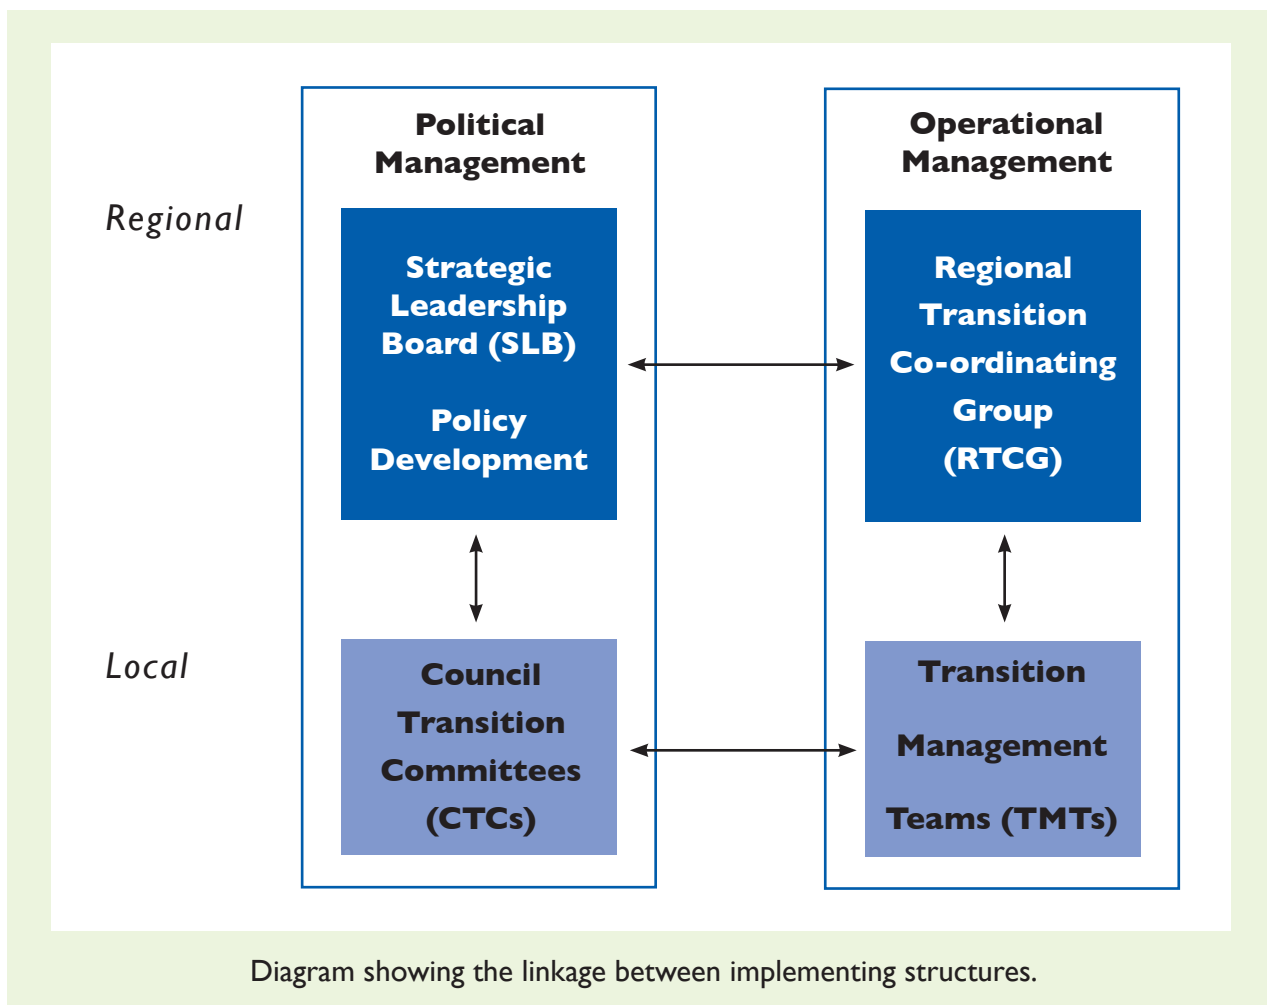 Political
Management
Operational
Management
Regional
Strategic
Leadership
Board (SLB)
Policy
Development
Regional
Transition
Co-ordinating
Group
(RTCG)
Local
Council
Transition
Committees
(CTCs)
Transition
Management
Teams (TMTs)
Diagram showing the linkage between implementing structures.